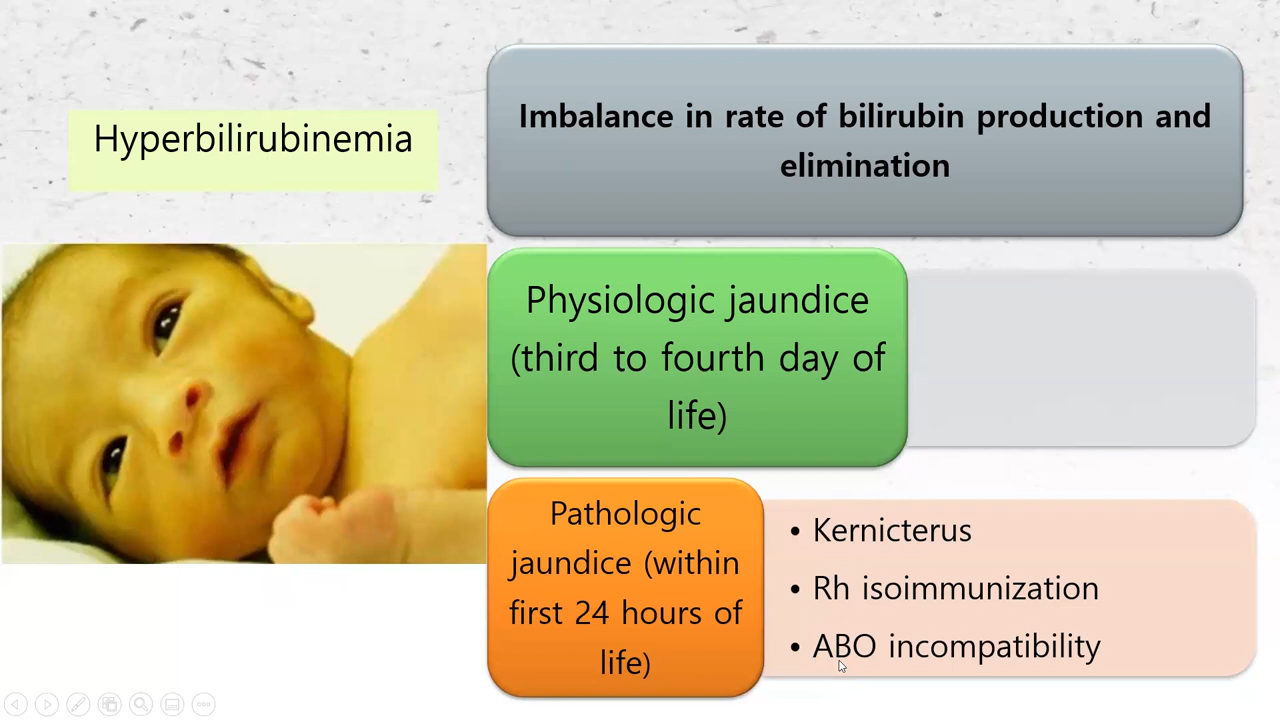 Hyperbilirubinemia
Imbalance in rate of bilirubin production and
elimination
Physiologic jaundice
(third to fourth day of
life)
Pathologic
jaundice (within
first 24 hours of
life)
• Kernicterus
• Rh isoimmunization
• ABO incompatibility